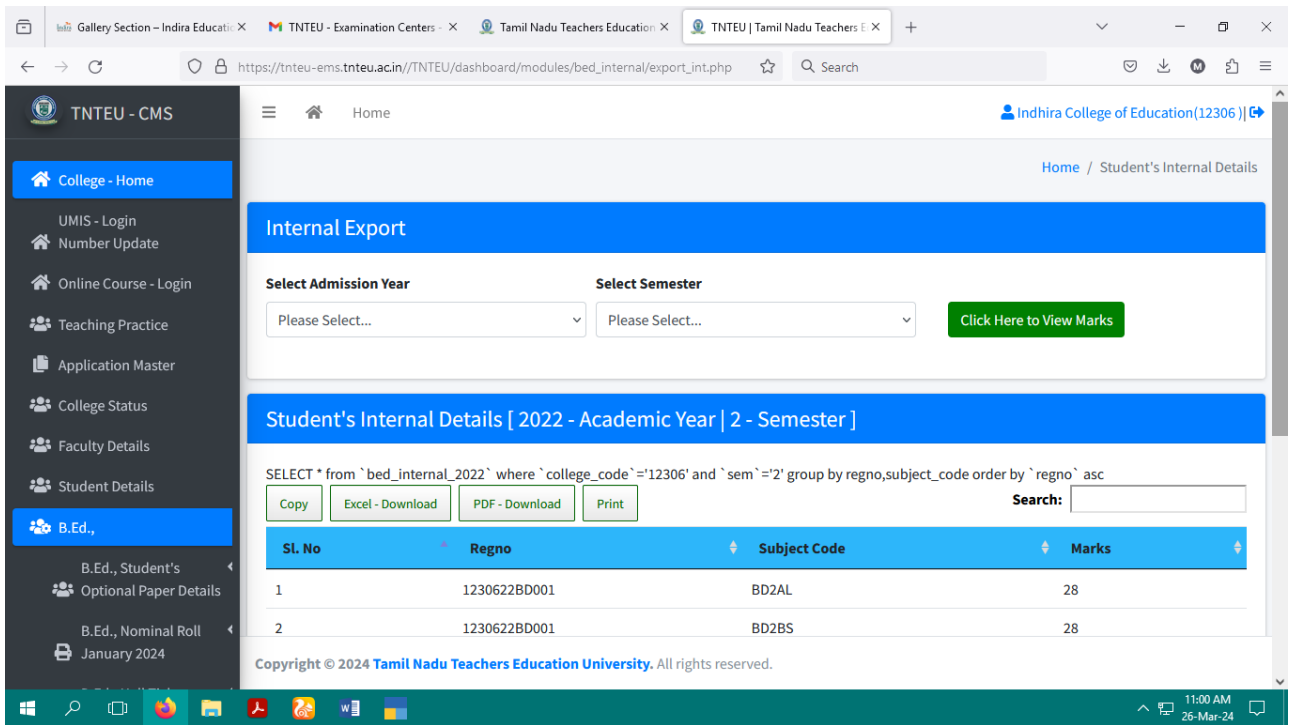 Gallery Section – Indira Educatic
TNTEU - Examination Centers -
Tamil Nadu Teachers Education
TNTEU | Tamil Nadu Teachers E
https://tnteu-ems.tnteu.ac.in//TNTEU/dashboard/modules/bed_internal/export_int.php
Search
M
TNTEU - CMS
Home
Indhira College of Education(12306 )|
Home / Student's Internal Details
College - Home
UMIS - Login
Number Update
Online Course - Login
Teaching Practice
Application Master
College Status
Faculty Details
Student Details
B.Ed.,
B.Ed., Student's
Optional Paper Details
B.Ed., Nominal Roll
January 2024
Internal Export
Select Admission Year
Select Semester
Please Select...
Please Select...
Click Here to View Marks
Student's Internal Details [ 2022 - Academic Year | 2 - Semester ]
SELECT * from `bed_internal_2022` where `college_code`='12306' and `sem`='2' group by regno,subject_code order by `regno` asc
Copy
Excel - Download
PDF - Download
Print
Search:
Sl. No Regno Subject Code Marks
1 1230622BD001 BD2AL 28
2 1230622BD001 BD2BS 28
Copyright © 2024 Tamil Nadu Teachers Education University. All rights reserved.
11:00 AM
26-Mar-24